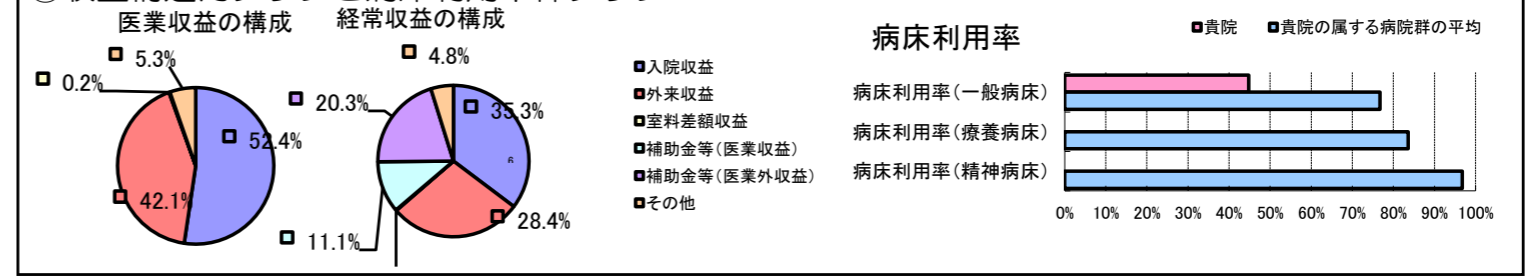 医業収益の構成
5.3%
0.2%
52.4%
42.1%
経常収益の構成
4.8%
20.3%
35.3%
6
28.4%
11.1%
入院収益
外来収益
室料差額収益
補助金等(医業収益)
補助金等(医業外収益)
その他
病床利用率
貴院 貴院の属する病院群の平均
病床利用率(一般病床)
病床利用率(療養病床)
病床利用率(精神病床)
0% 10% 20% 30% 40% 50% 60% 70% 80% 90% 100%